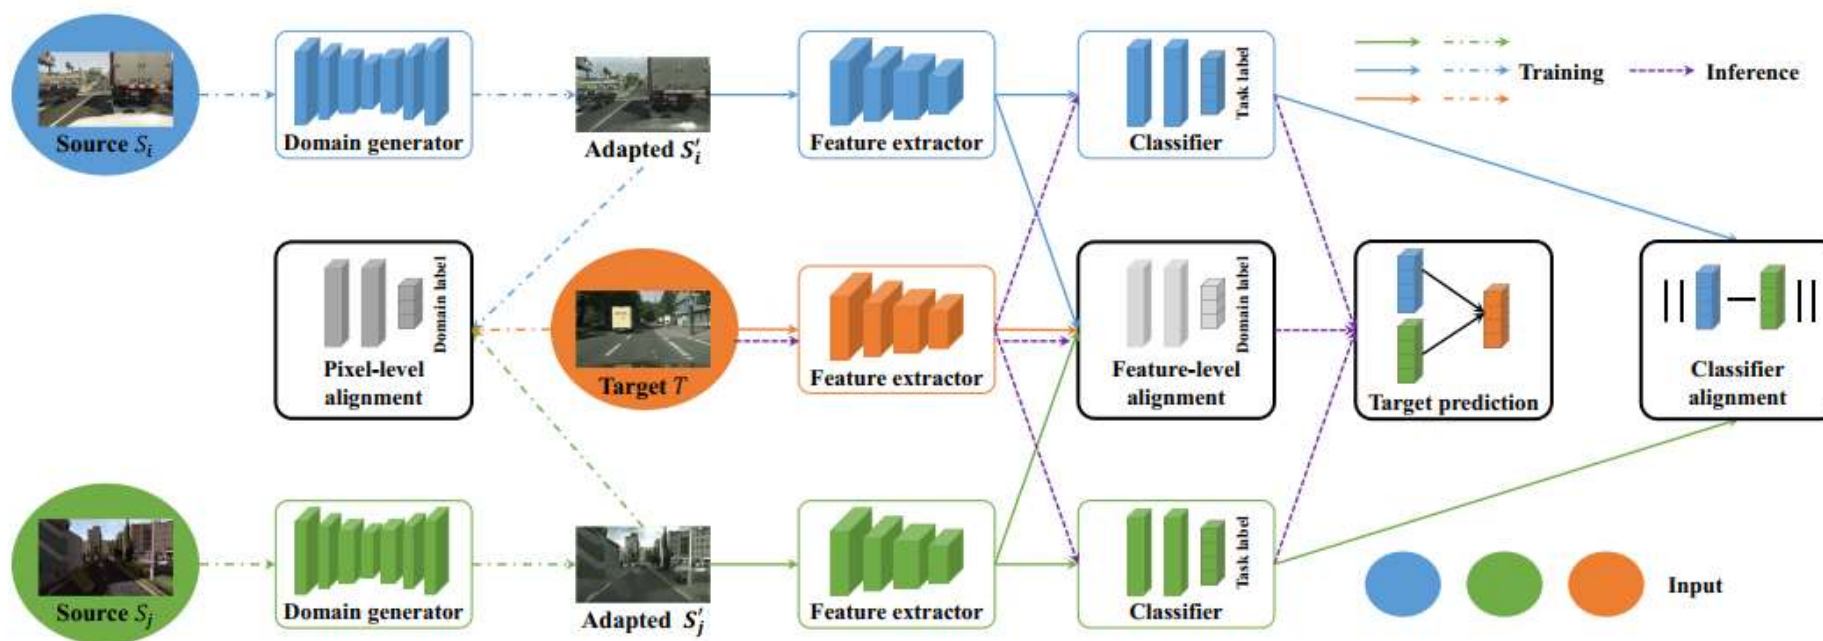 Source S_i
Domain generator
Adapted S'_i
Feature extractor
Task label
Classifier
Training
Inference
Domain label
Pixel-level
alignment
Target T
Feature extractor
Domain label
Feature-level
alignment
Target prediction
Classifier
alignment
Source S_j
Domain generator
Adapted S'_j
Feature extractor
Task label
Classifier
Input